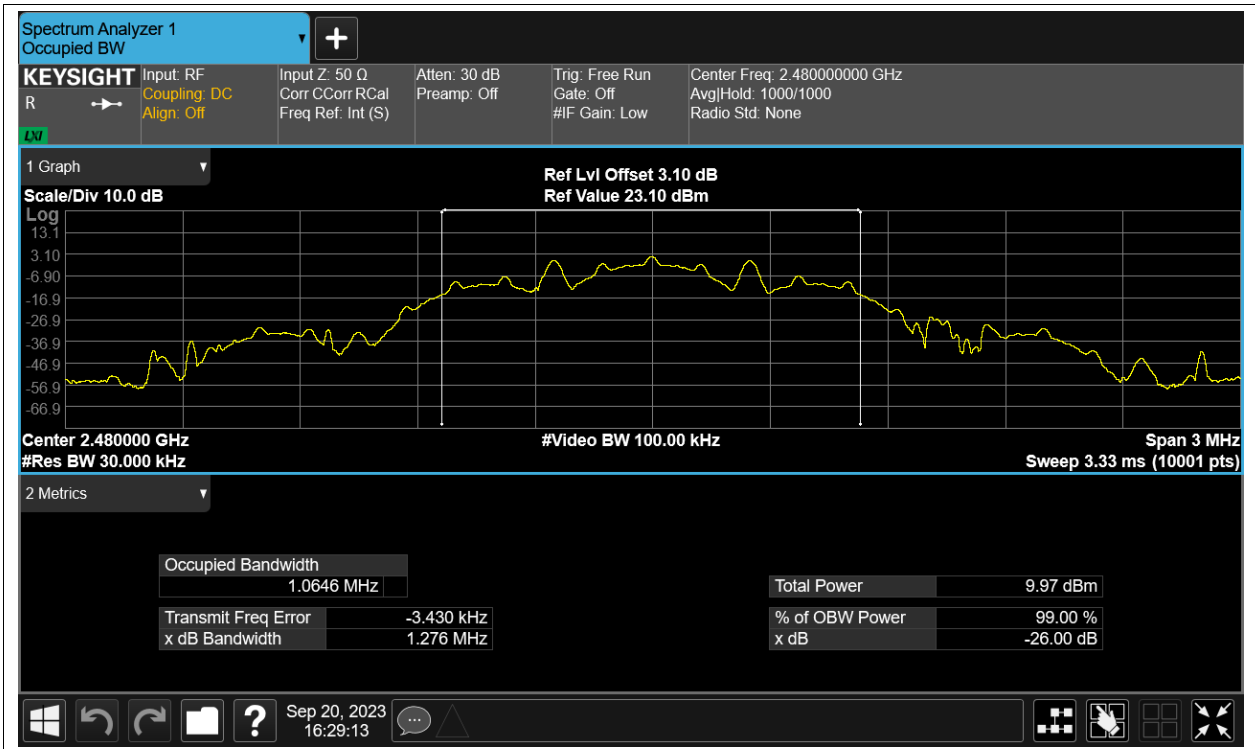 Spectrum Analyzer 1
Occupied BW
KEYSIGHT
R
LXI
Input: RF
Coupling: DC
Align: Off
Input Z: 50 Ω
Corr CCorr RCal
Freq Ref: Int (S)
Atten: 30 dB
Preamp: Off
Trig: Free Run
Gate: Off
#IF Gain: Low
Center Freq: 2.480000000 GHz
Avg|Hold: 1000/1000
Radio Std: None
1 Graph
Scale/Div 10.0 dB
Ref Lvl Offset 3.10 dB
Ref Value 23.10 dBm
Log
13.1
3.10
-6.90
-16.9
-26.9
-36.9
-46.9
-56.9
-66.9
Center 2.480000 GHz
#Res BW 30.000 kHz
#Video BW 100.00 kHz
Span 3 MHz
Sweep 3.33 ms (10001 pts)
2 Metrics
Occupied Bandwidth
1.0646 MHz
Transmit Freq Error -3.430 kHz
x dB Bandwidth 1.276 MHz
Total Power 9.97 dBm
% of OBW Power 99.00 %
x dB -26.00 dB
?
Sep 20, 2023
16:29:13